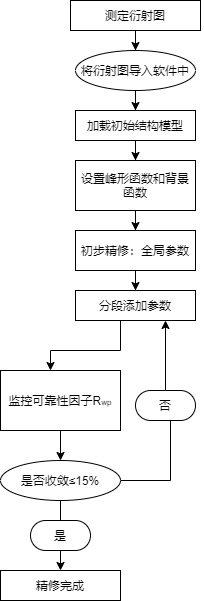 测定衍射图
将衍射图导入软件中
加载初始结构模型
设置峰形函数和背景
函数
初步精修：全局参数
分段添加参数
监控可靠性因子Rwp
否
是否收敛≤15%
是
精修完成